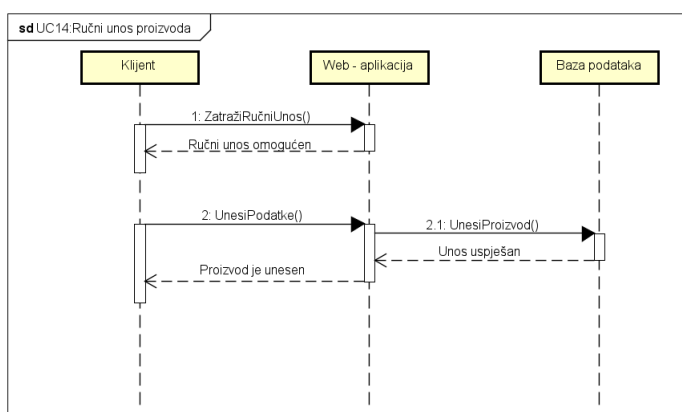 sd UC14:Ručni unos proizvoda
Klijent
Web - aplikacija
Baza podataka
1: ZatražiRučniUnos()
Ručni unos omogućen
2: UnesiPodatke()
2.1: UnesiProizvod()
Unos uspješan
Proizvod je unesen